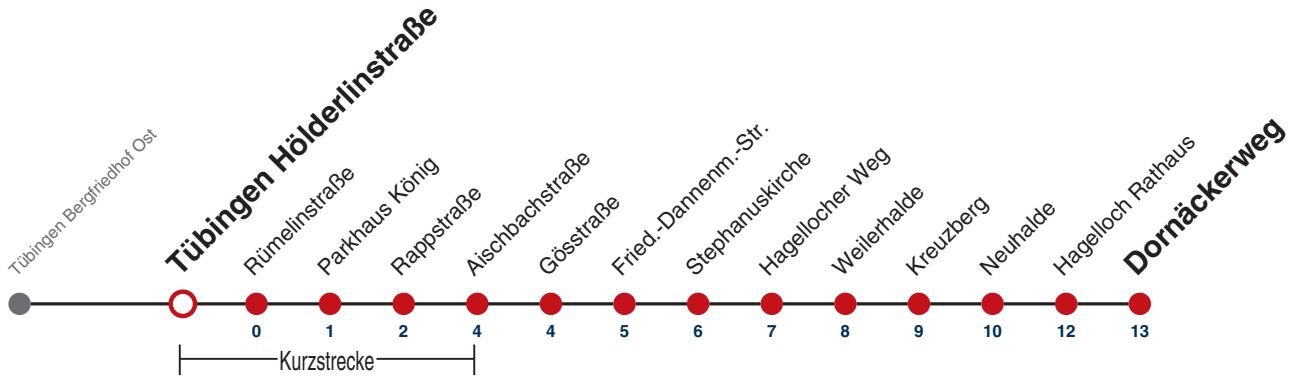 Tübingen Bergfriedhof Ost
Tübingen Hölderlinstraße
Rümelinstraße
Parkhaus König
Rappstraße
Aischbachstraße
Gösstraße
Fried.-Dannenm.-Str.
Stephanuskirche
Hagellocher Weg
Weilerhalde
Kreuzberg
Neuhalde
Hagelloch Rathaus
Dornäckerweg
0 1 2 4 4 5 6 7 8 9 10 12 13
Kurzstrecke